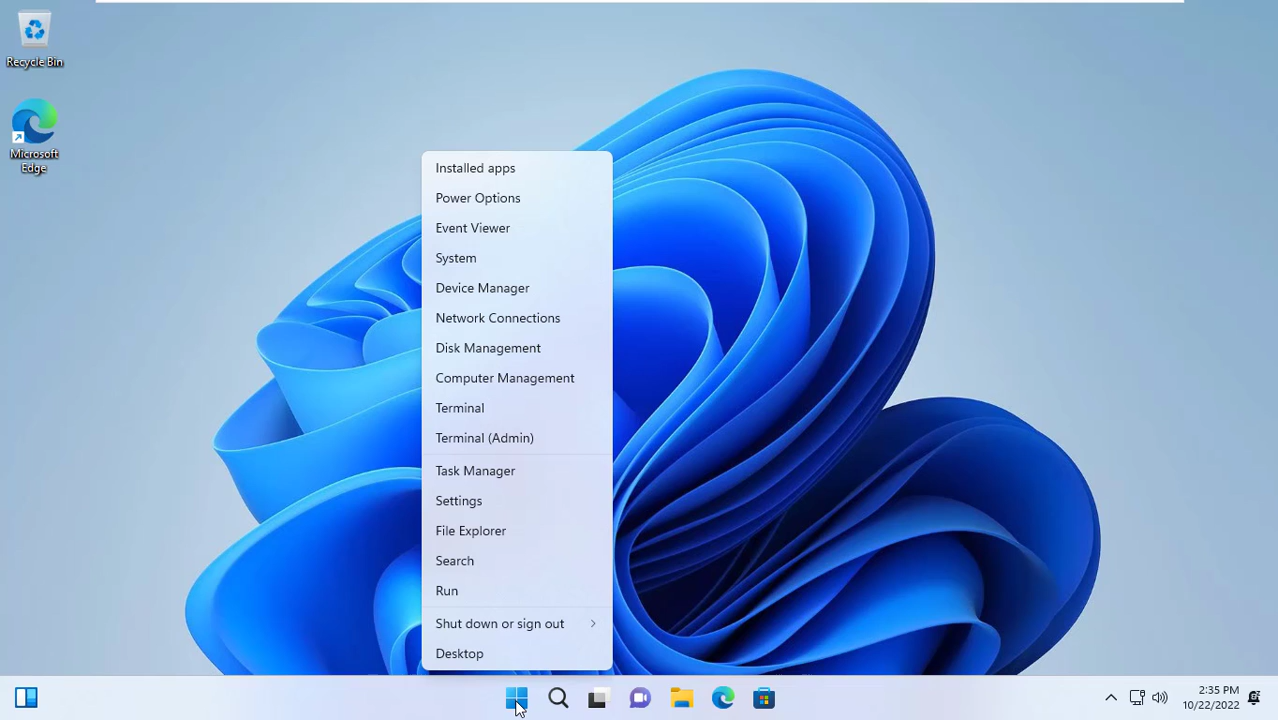 Recycle Bin
Microsoft
Edge
Installed apps
Power Options
Event Viewer
System
Device Manager
Network Connections
Disk Management
Computer Management
Terminal
Terminal (Admin)
Task Manager
Settings
File Explorer
Search
Run
Shut down or sign out
Desktop
2:35 PM
10/22/2022